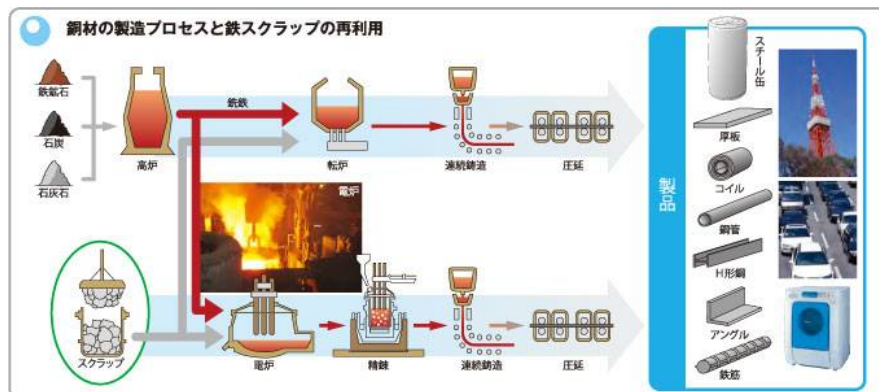 鋼材の製造プロセスと鉄スクラップの再利用
鉄鉱石
石炭
石灰石
高炉
銑鉄
転炉
連続鋳造
圧延
電炉
スクラップ
電炉
精錬
連続鋳造
圧延
製品
スチール缶
厚板
コイル
鋼管
H形鋼
アングル
鉄筋